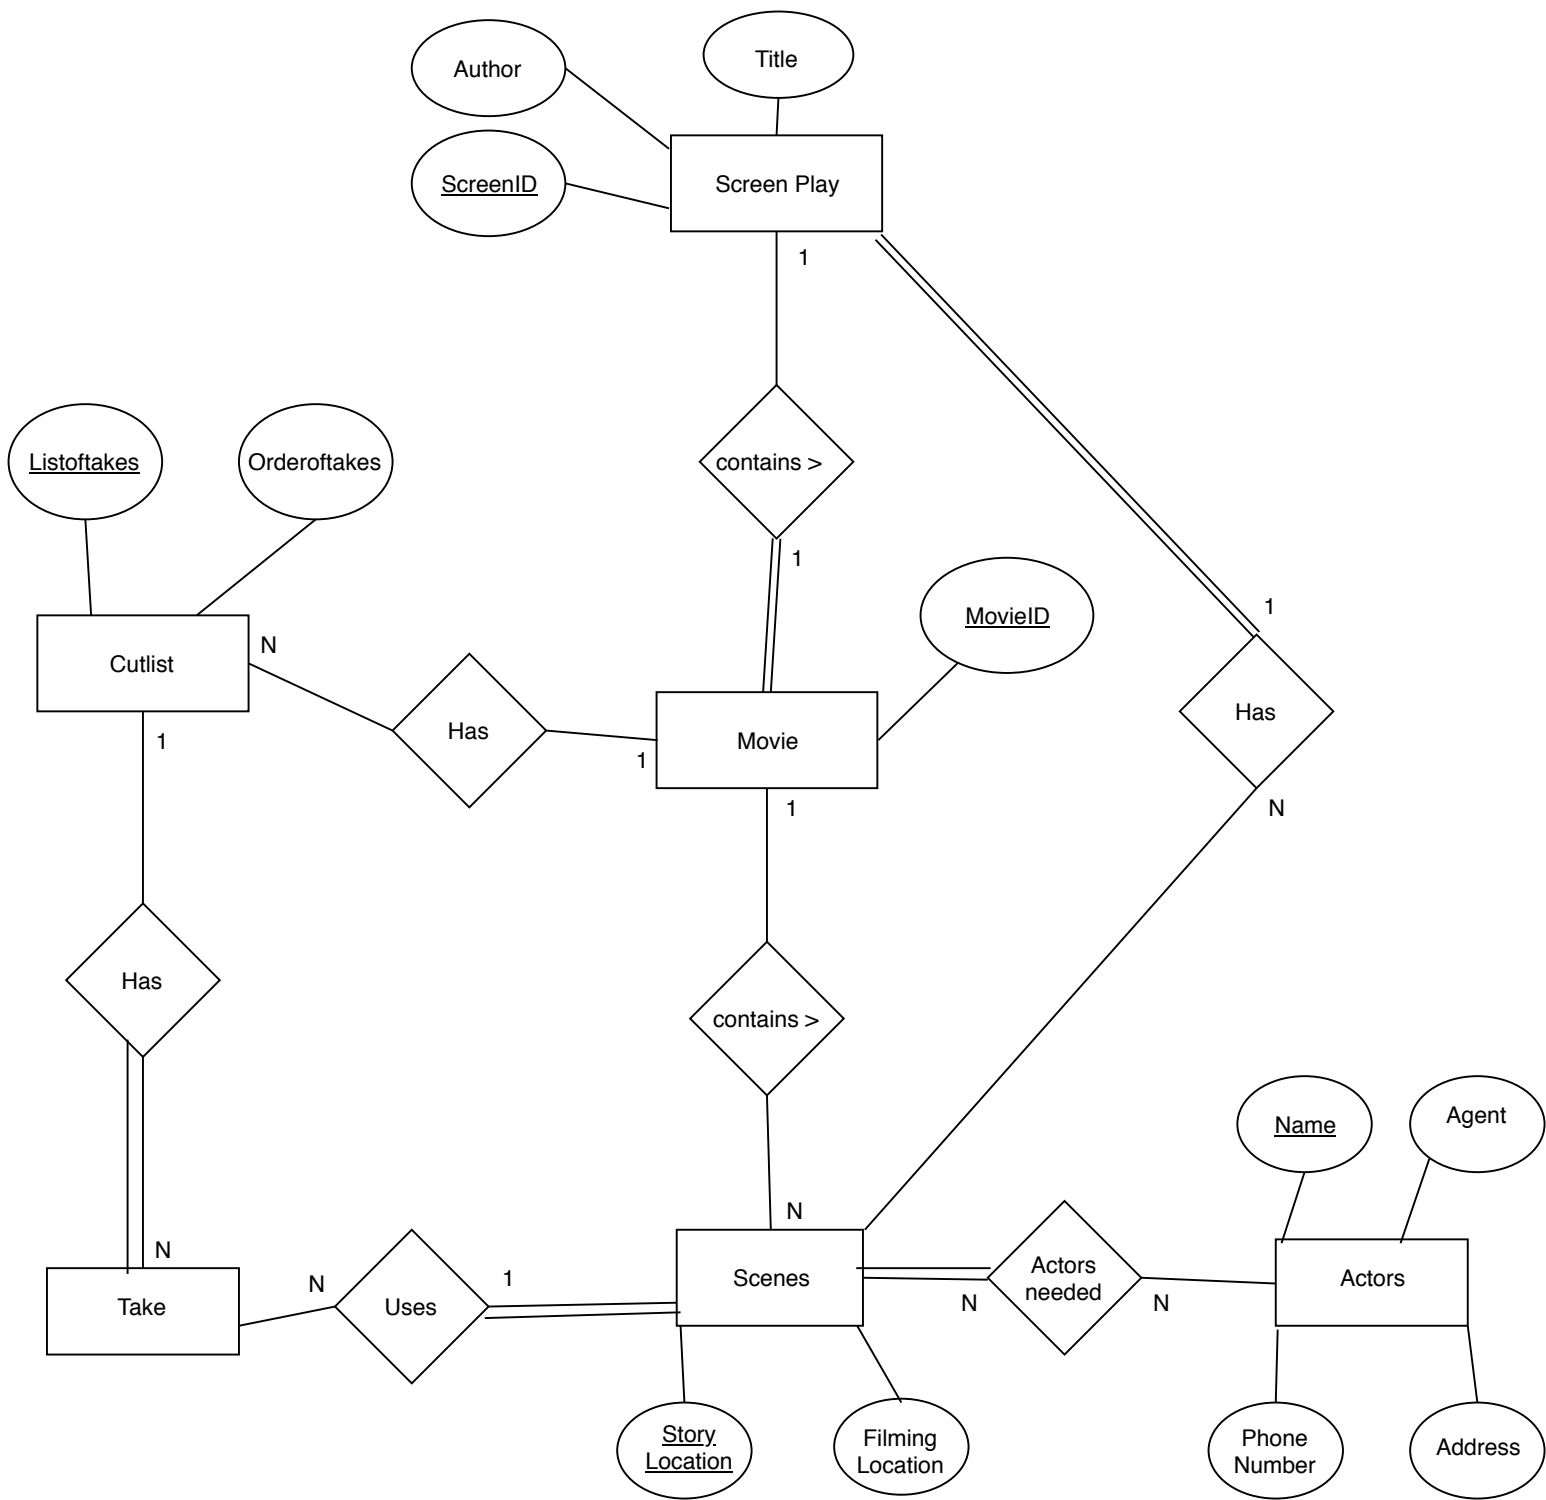 Author
Title
ScreenID
Screen Play
1
Listoftakes
Orderoftakes
contains >
1
MovieID
1
N
Cutlist
Has
Movie
Has
1
1
1
N
Has
contains >
Name
Agent
N
N
N
1
Take
Uses
Scenes
Actors
needed
Actors
N
N
Story
Location
Filming
Location
Phone
Number
Address